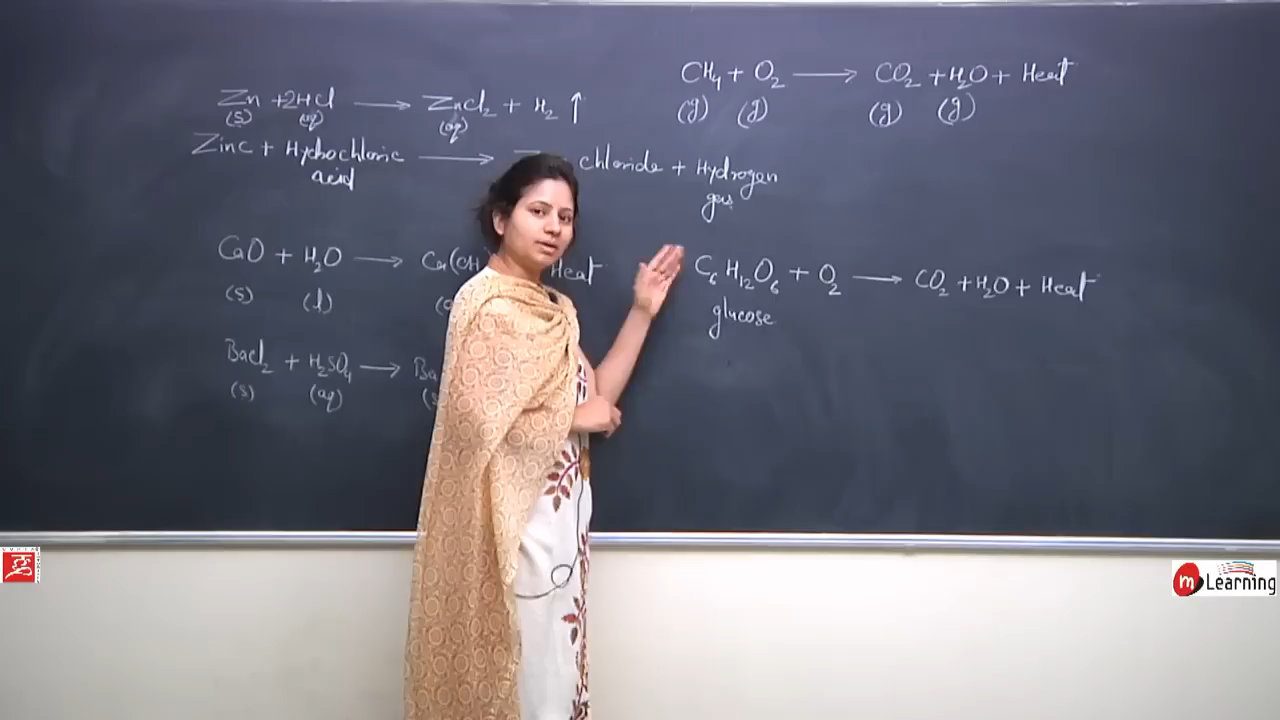 Zn + 2HCl ⟶ ZnCl₂ + H₂ ↑
(s) (aq) (aq)
Zinc + Hydrochloric ⟶ chloride + Hydrogen
acid gas
CaO + H₂O ⟶ Ca(OH) Heat
(s) (l)
BaCl₂ + H₂SO₄ ⟶ Ba
(s) (aq) (s
CH₄ + O₂ ⟶ CO₂ + H₂O + Heat
(g) (g) (g) (g)
C₆H₁₂O₆ + O₂ ⟶ CO₂ + H₂O + Heat
glucose
m Learning